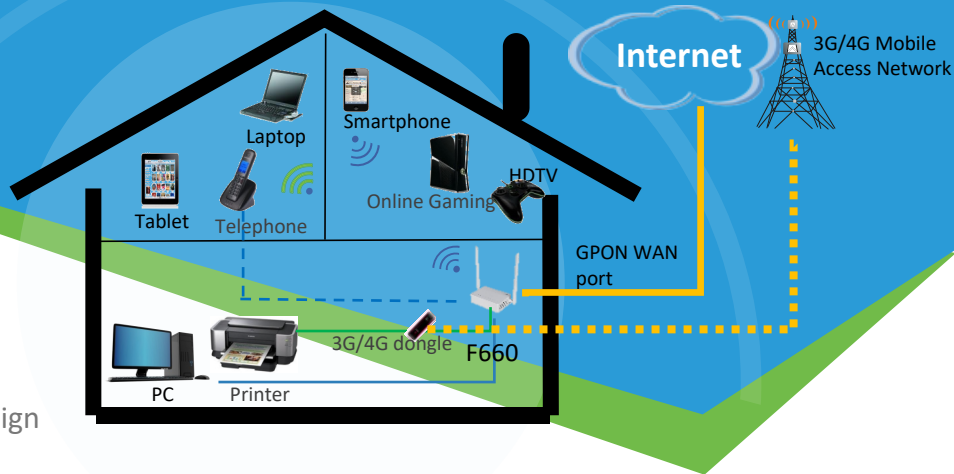 Internet
3G/4G Mobile
Access Network
Laptop
Smartphone
HDTV
Online Gaming
Tablet
Telephone
GPON WAN
port
3G/4G dongle
F660
PC
Printer
ign